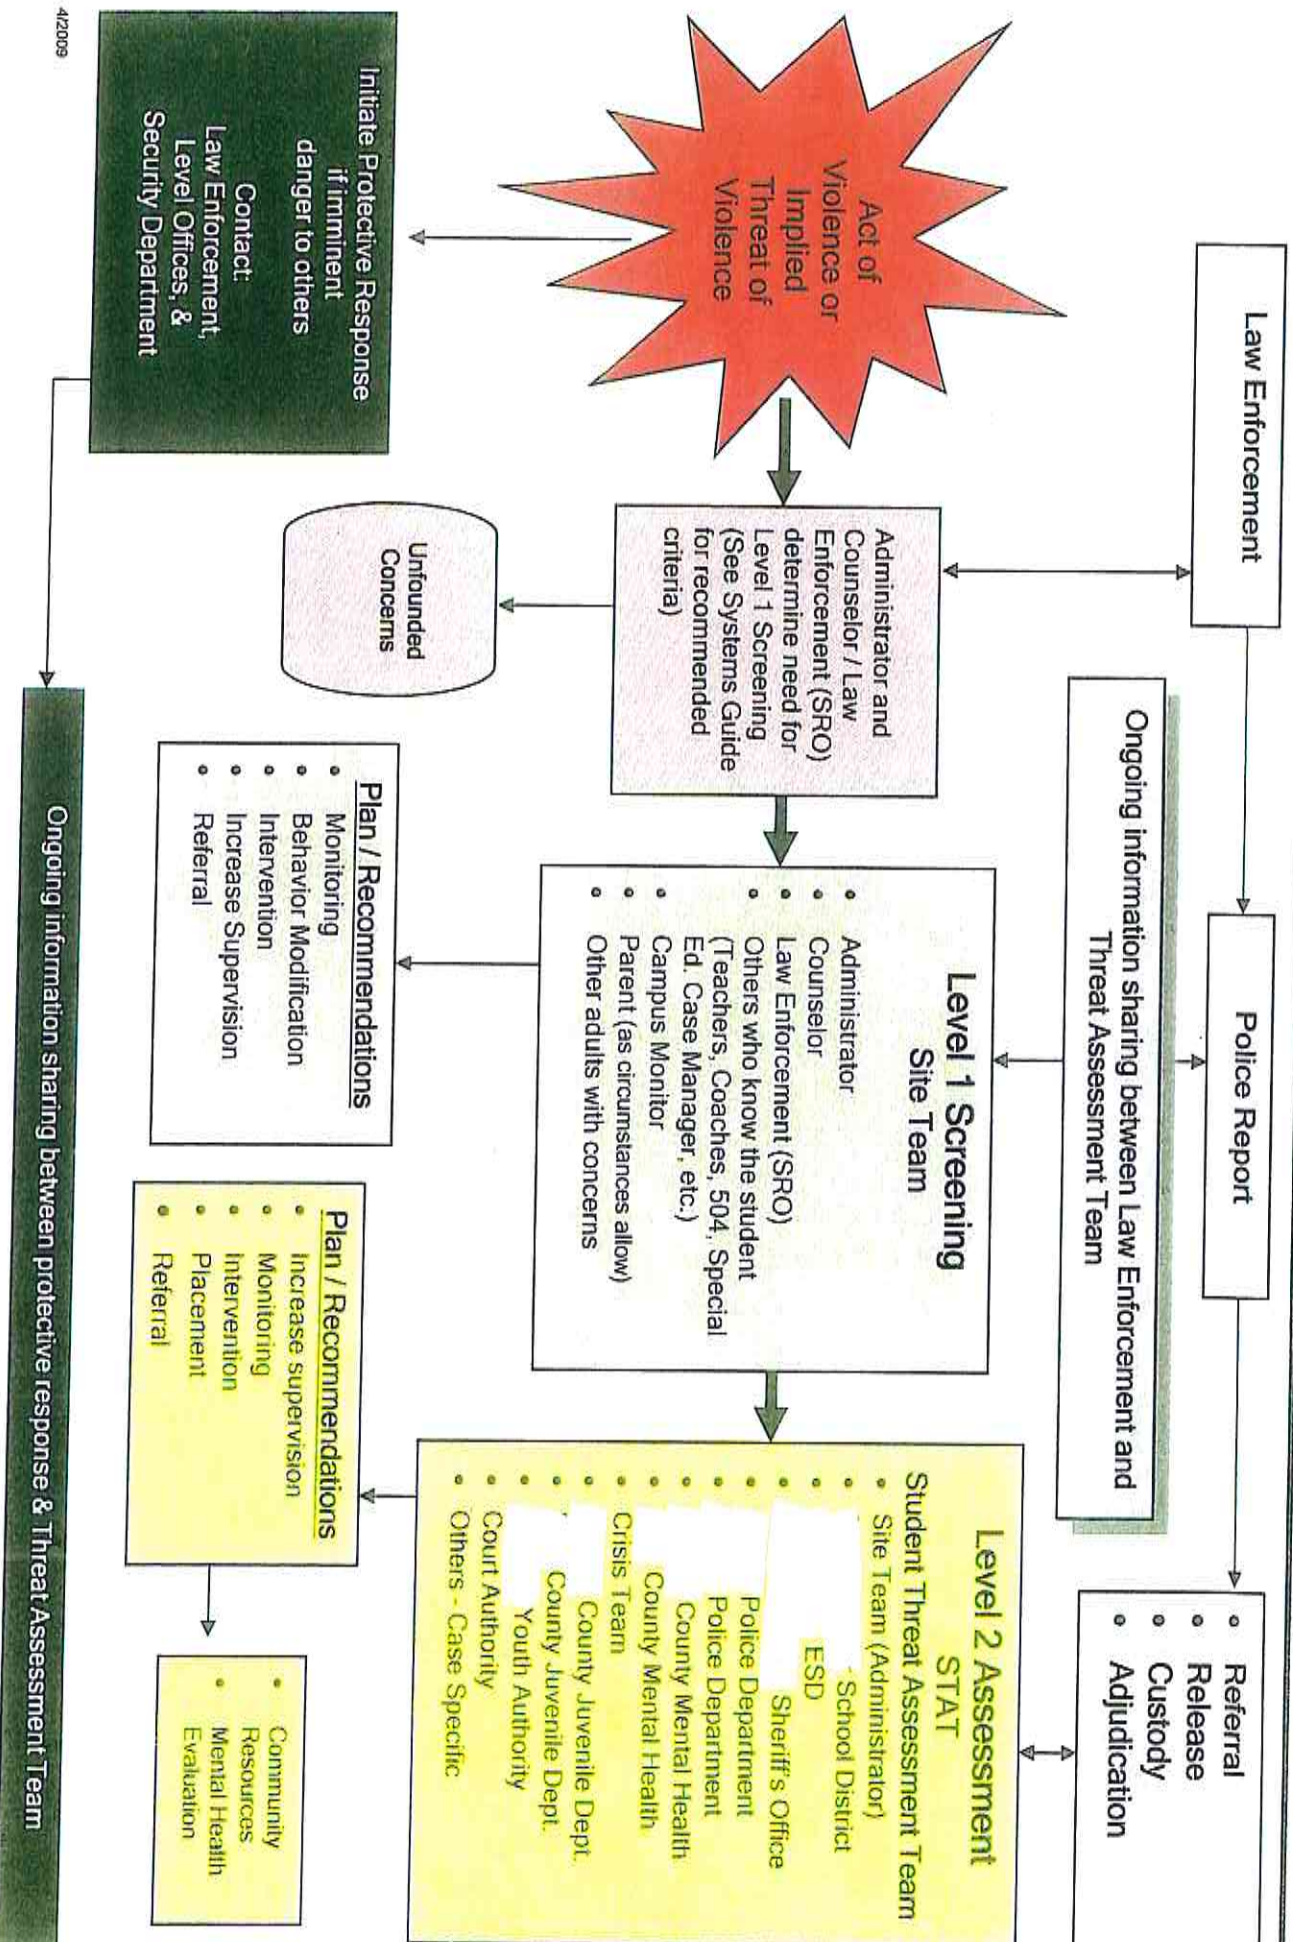 Law Enforcement
Police Report
Referral
Release
Custody
Adjudication
Ongoing information sharing between Law Enforcement and
Threat Assessment Team
Act of
Violence or
Implied
Threat of
Violence
Administrator and
Counselor / Law
Enforcement (SRO)
determine need for
Level 1 Screening
(See Systems Guide
for recommended
criteria)
Level 1 Screening
Site Team
Administrator
Counselor
Law Enforcement (SRO)
Others who know the student
(Teachers, Coaches, 504, Special
Ed. Case Manager, etc.)
Campus Monitor
Parent (as circumstances allow)
Other adults with concerns
Level 2 Assessment
STAT
Student Threat Assessment Team
Site Team (Administrator)
- School District
ESD
Sheriff's Office
Police Department
Police Department
County Mental Health
County Mental Health
Crisis Team
County Juvenile Dept.
County Juvenile Dept.
Youth Authority
Court Authority
Others - Case Specific
Initiate Protective Response
if imminent
danger to others
Contact:
Law Enforcement,
Level Offices, &
Security Department
Unfounded
Concerns
Plan / Recommendations
Monitoring
Behavior Modification
Intervention
Increase Supervision
Referral
Plan / Recommendations
Increase supervision
Monitoring
Intervention
Placement
Referral
Community
Resources
Mental Health
Evaluation
Ongoing information sharing between protective response & Threat Assessment Team
4/2009